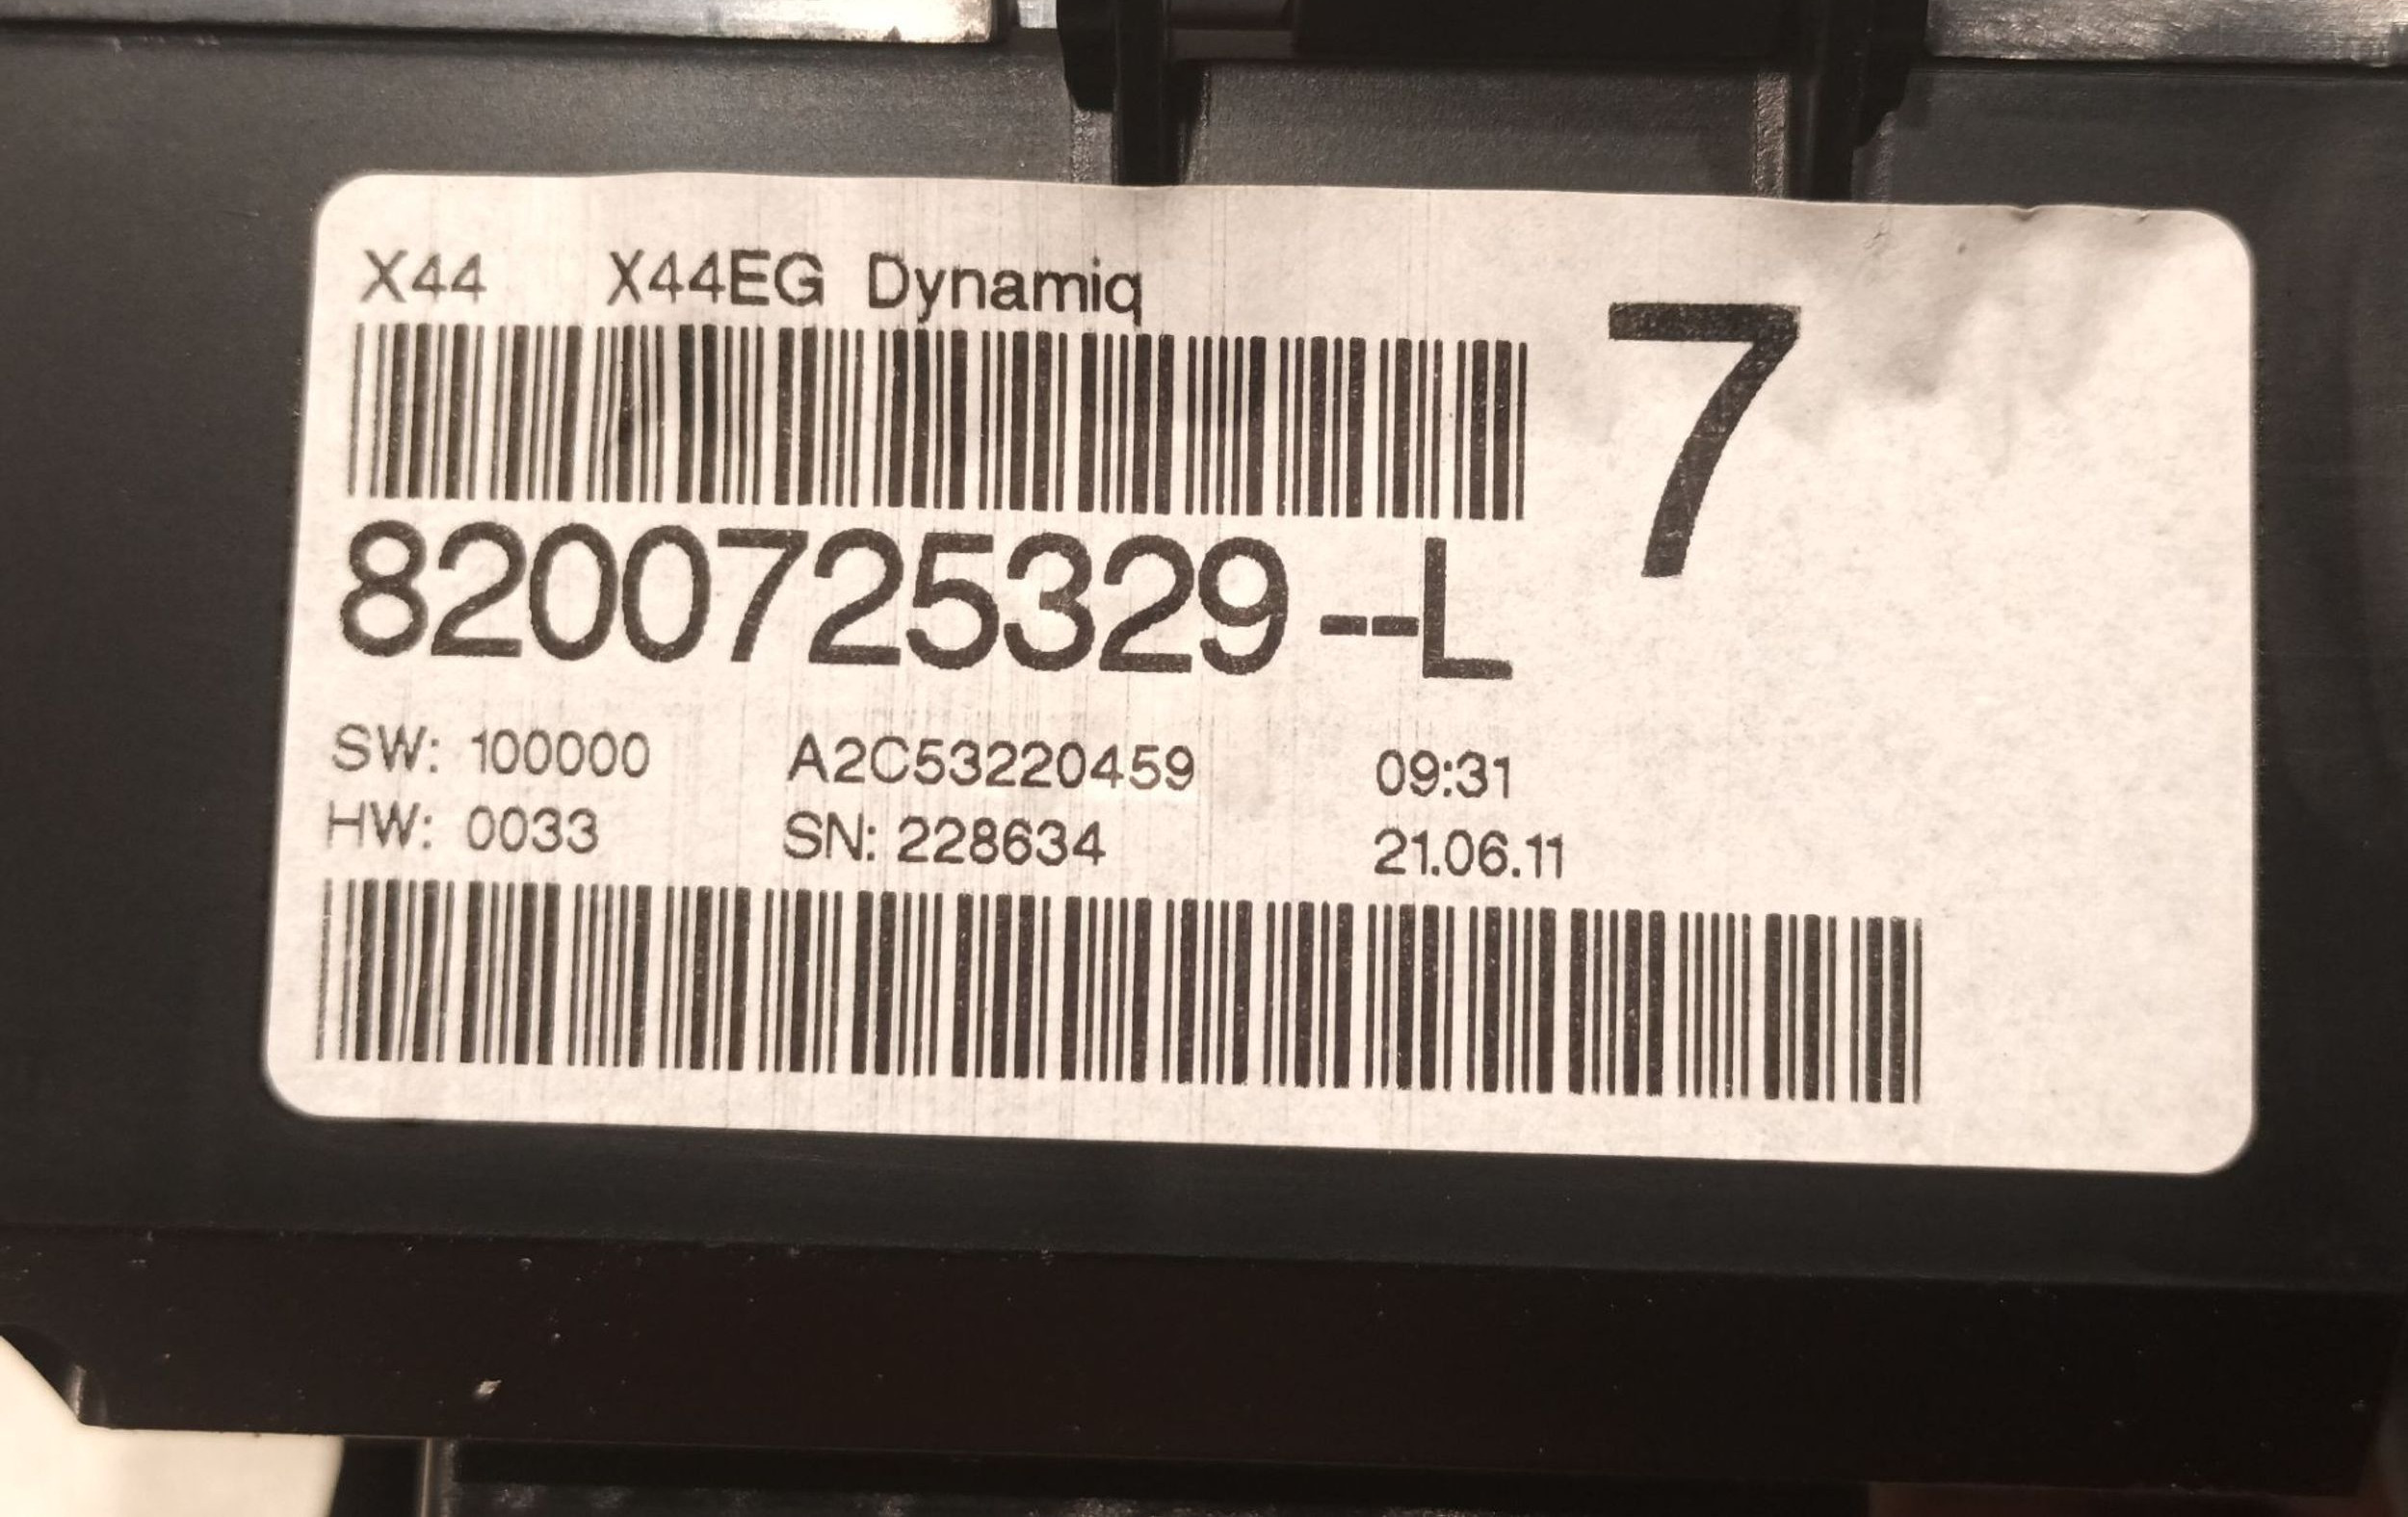 X44 X44EG Dynamiq
7
8200725329--L
SW: 100000 A2C53220459 09:31
HW: 0033 SN: 228634 21.06.11